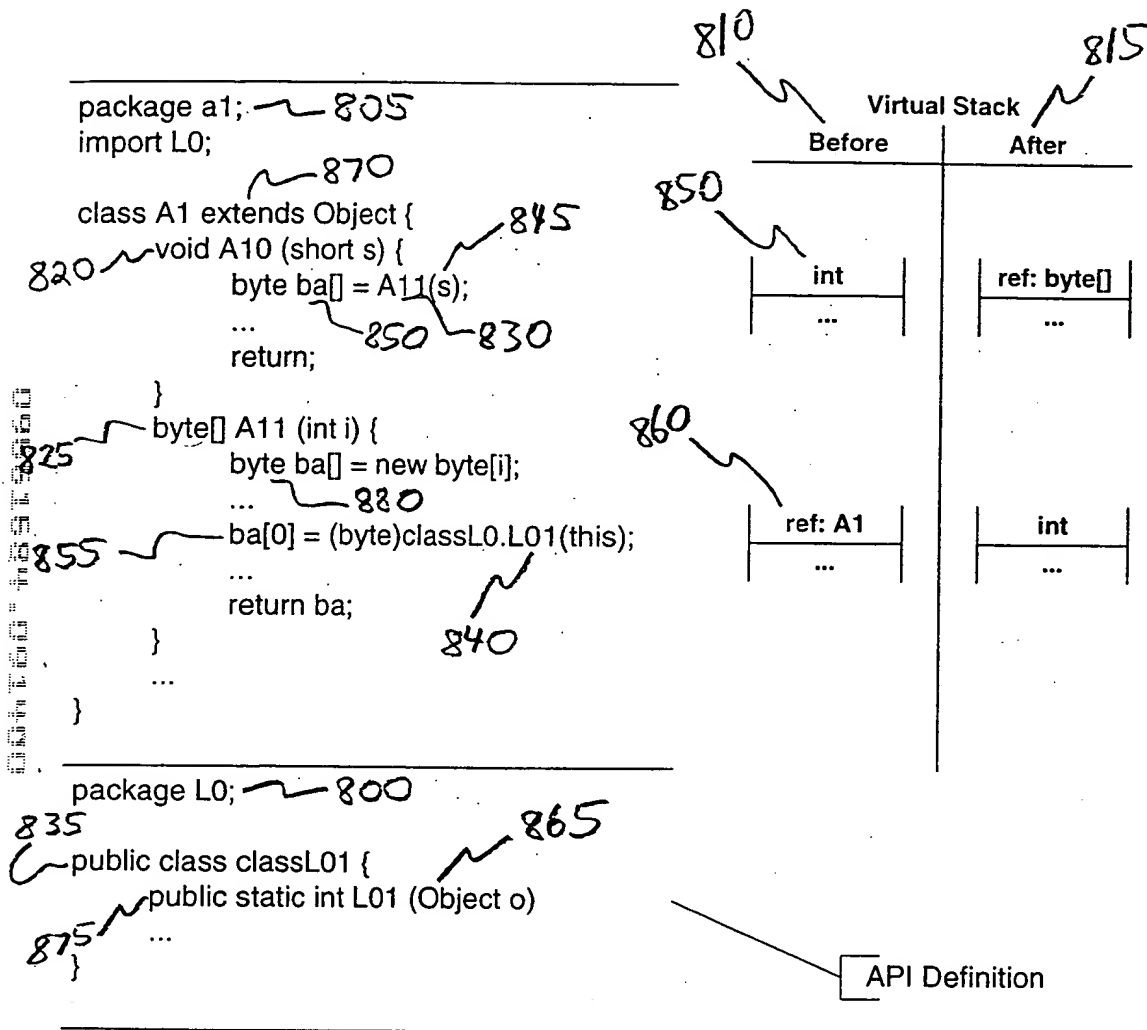 810
815
package a1; 805
import L0;
Virtual Stack
Before After
870
class A1 extends Object {
845
850
820 void A10 (short s) {
byte ba[] = A11(s);
int ref: byte[]
... ...
...
850 830
return;
}
825 byte[] A11 (int i) {
860
byte ba[] = new byte[i];
...
880
855 ba[0] = (byte)classL0.L01(this);
ref: A1 int
... ...
...
return ba;
840
}
...
}
package L0; 800
835
865
public class classL01 {
public static int L01 (Object o)
875
...
}
API Definition